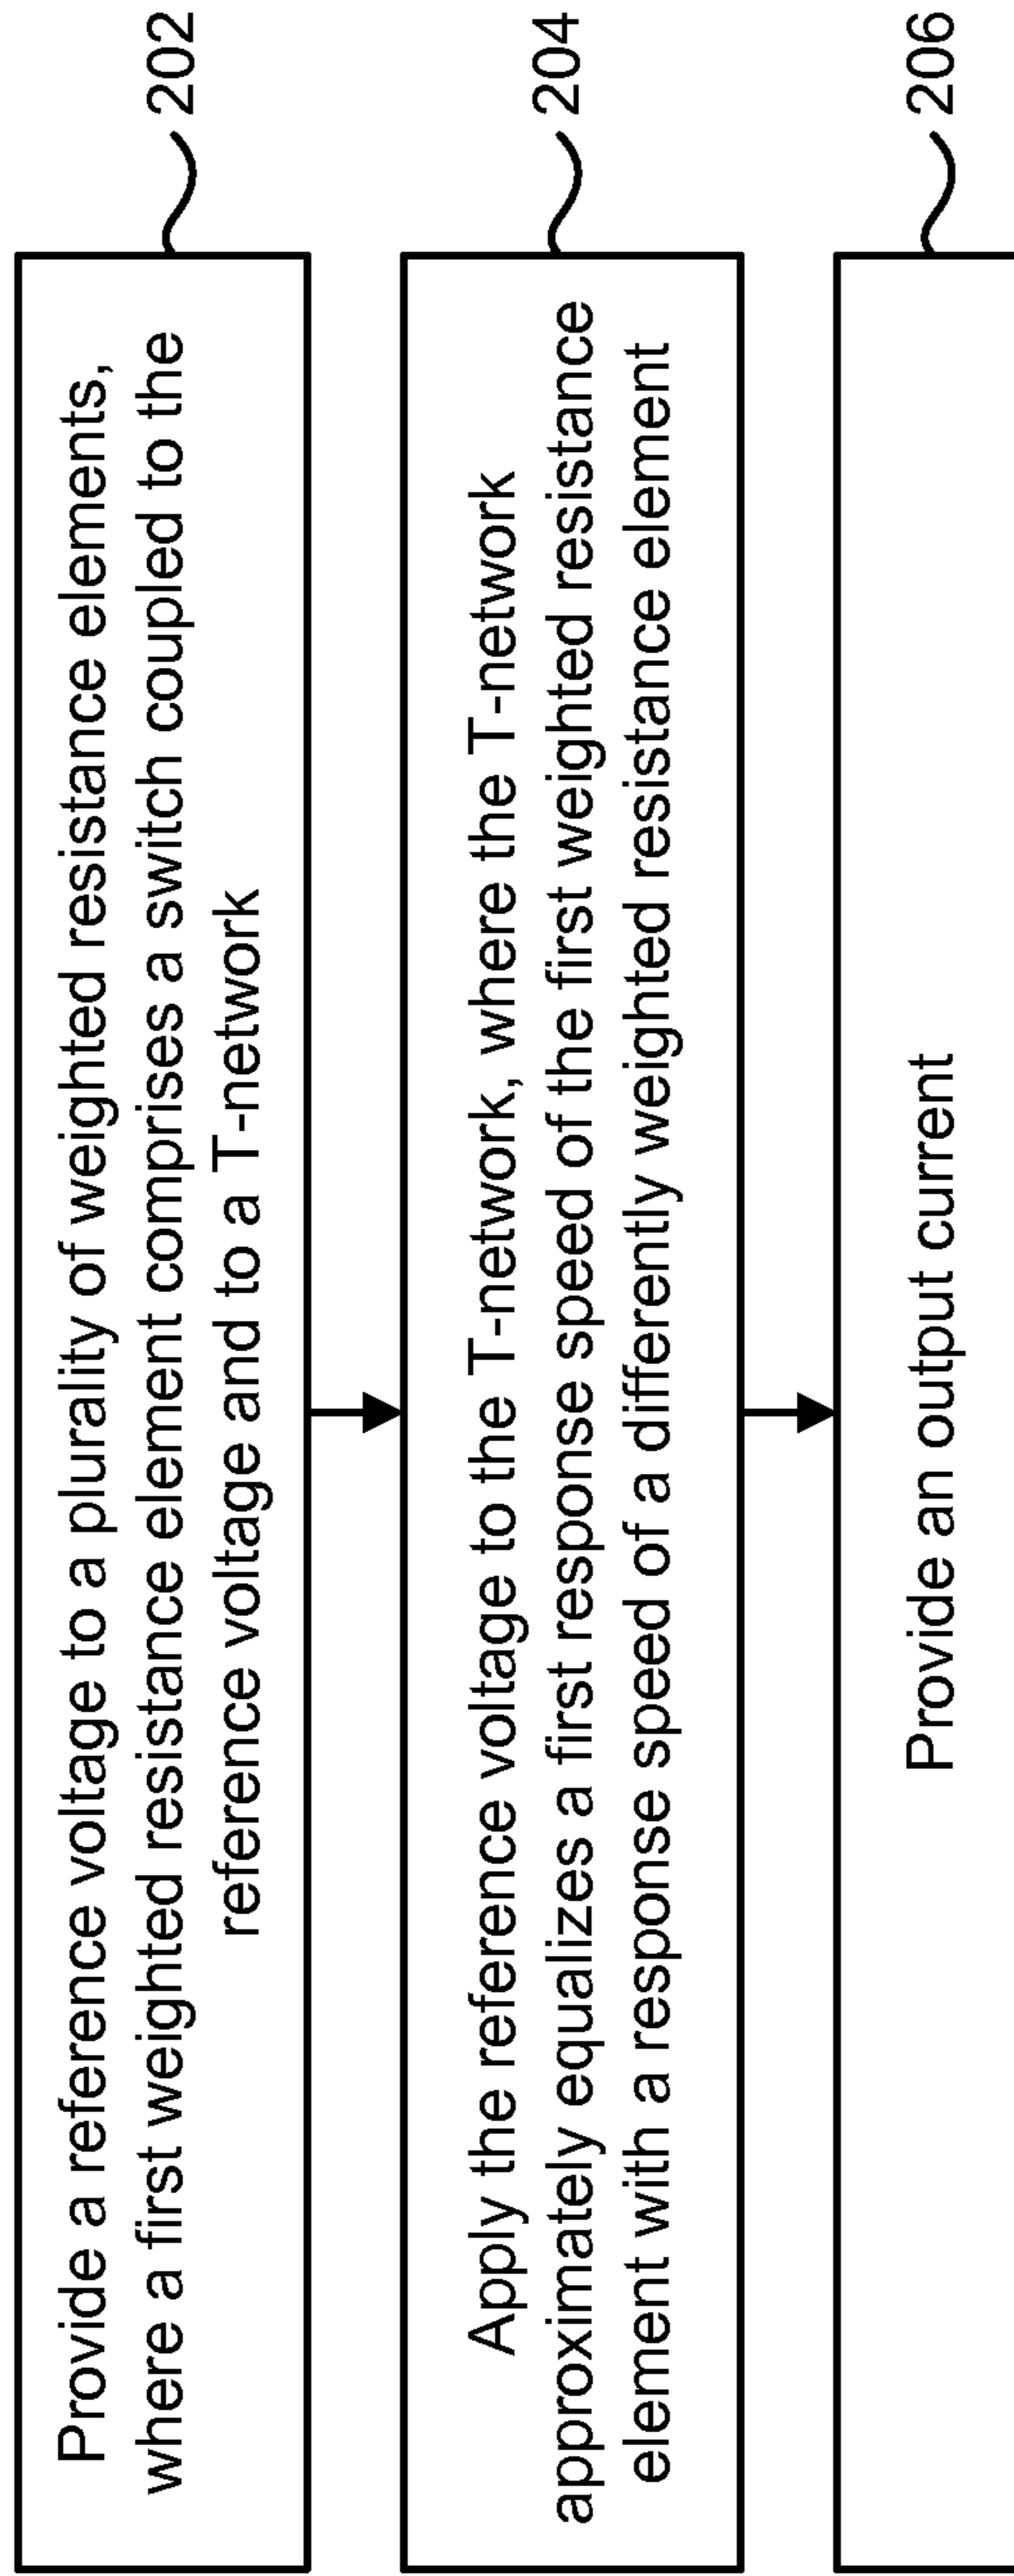 Provide a reference voltage to a plurality of weighted resistance elements,
where a first weighted resistance element comprises a switch coupled to the
reference voltage and to a T-network
202
Apply the reference voltage to the T-network, where the T-network
approximately equalizes a first response speed of the first weighted resistance
element with a response speed of a differently weighted resistance element
204
Provide an output current
206